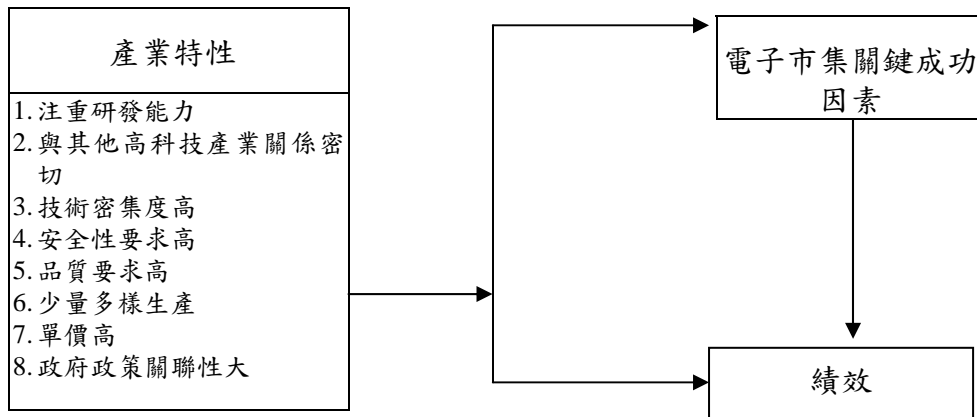 產業特性
1.注重研發能力
2.與其他高科技產業關係密
切
3.技術密集度高
4.安全性要求高
5.品質要求高
6.少量多樣生產
7.單價高
8.政府政策關聯性大
電子市集關鍵成功
因素
績效